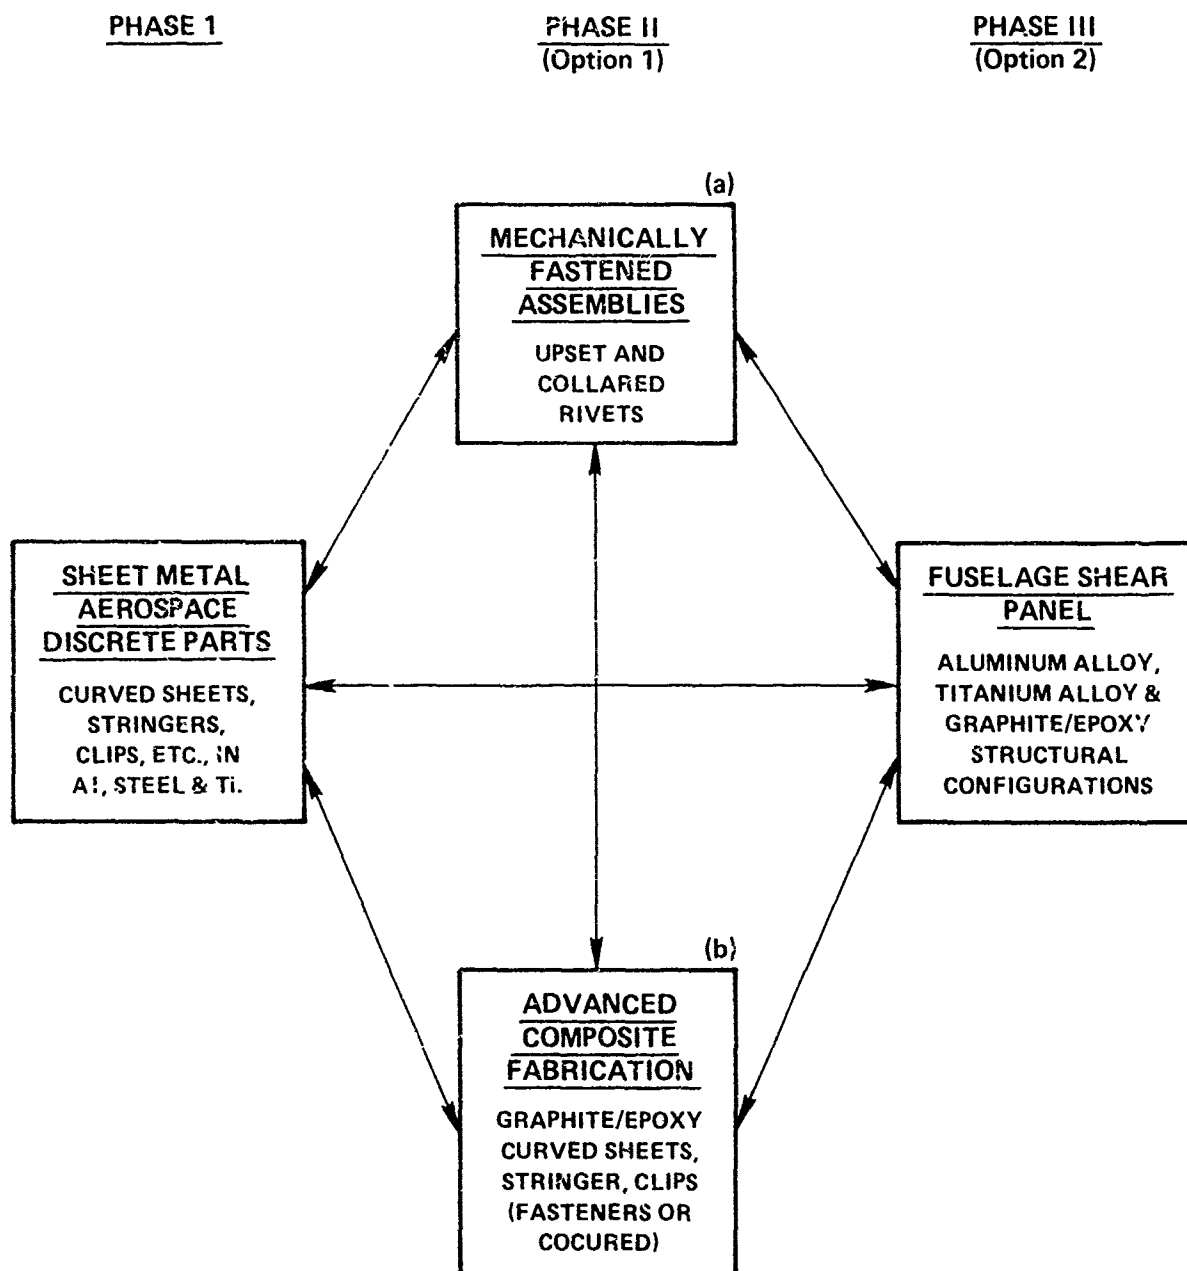 PHASE 1
PHASE II
(Option 1)
PHASE III
(Option 2)
(a)
MECHANICALLY
FASTENED
ASSEMBLIES
UPSET AND
COLLARED
RIVETS
SHEET METAL
AEROSPACE
DISCRETE PARTS
CURVED SHEETS,
STRINGERS,
CLIPS, ETC., IN
Al, STEEL & Ti.
FUSELAGE SHEAR
PANEL
ALUMINUM ALLOY,
TITANIUM ALLOY &
GRAPHITE/EPOXY
STRUCTURAL
CONFIGURATIONS
(b)
ADVANCED
COMPOSITE
FABRICATION
GRAPHITE/EPOXY
CURVED SHEETS,
STRINGER, CLIPS
(FASTENERS OR
COCURED)